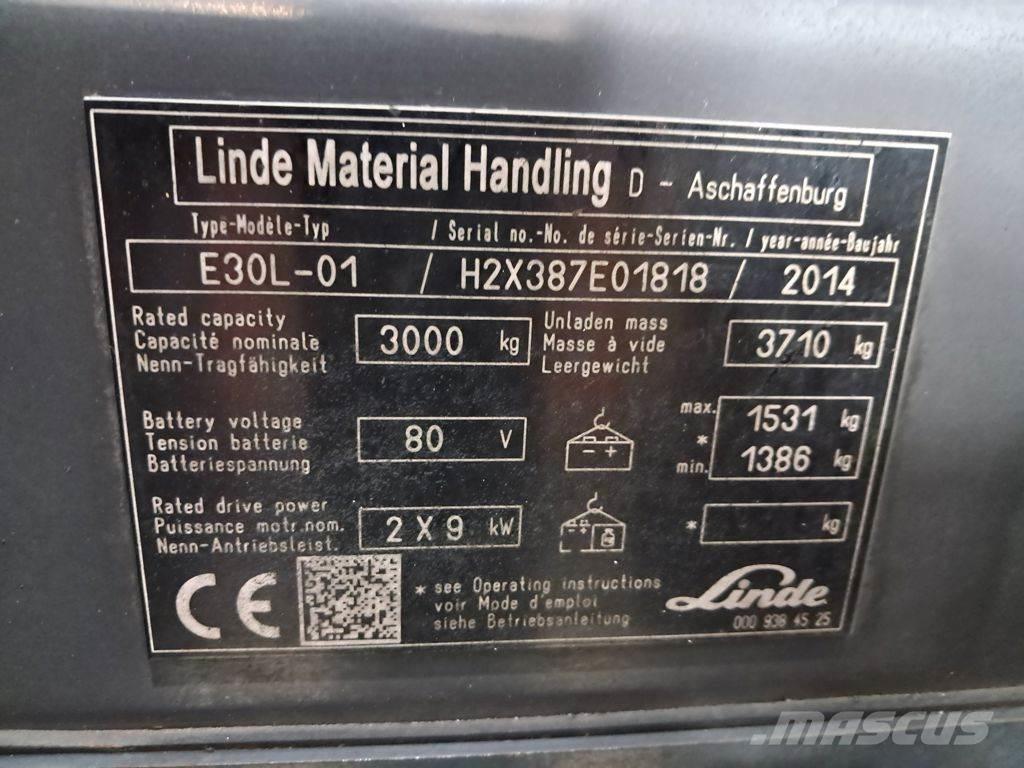 Linde Material Handling D - Aschaffenburg
Type-Modèle-Typ / Serial no.-No. de série-Serien-Nr. / year-année-Baujahr
E30L-01 / H2X387E01818 / 2014
Rated capacity
Capacité nominale
Nenn-Tragfähigkeit
3000 kg
Unladen mass
Masse à vide
Leergewicht
3710 kg
Battery voltage
Tension batterie
Batteriespannung
80 V
- +
max. 1531 kg
*
min. 1386 kg
Rated drive power
Puissance motr.nom.
Nenn-Antriebsleist.
2 X 9 kW
- +
* kg
CE
* see Operating instructions
voir Mode d'emploi
siehe Betriebsanleitung
Linde
000 936 45 25
MASCUS